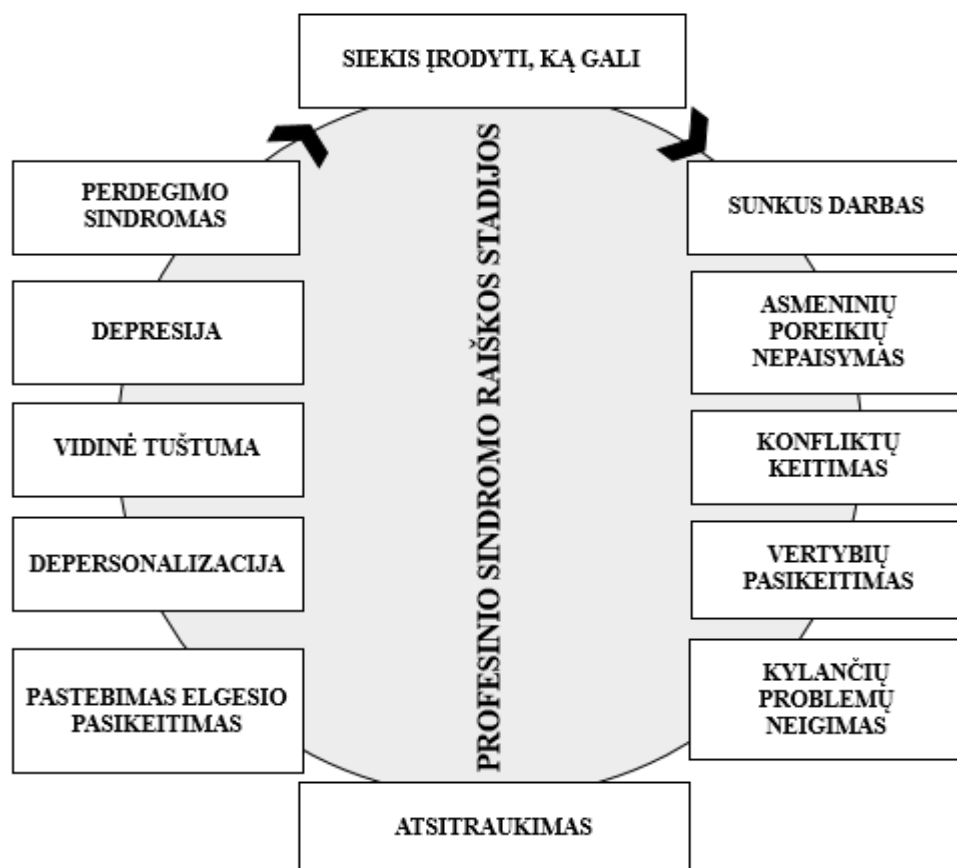 SIEKIS ĮRODYTI, KĄ GALI
SUNKUS DARBAS
ASMENINIŲ
POREIKIŲ
NEPAISYMAS
KONFLIKTŲ
KEITIMAS
VERTYBIŲ
PASIKEITIMAS
KYLANČIŲ
PROBLEMŲ
NEIGIMAS
ATSITRAUKIMAS
PASTEBIMAS ELGESIO
PASIKEITIMAS
DEPERSONALIZACIJA
VIDINĖ TUŠTUMA
DEPRESIJA
PERDEGIMO
SINDROMAS
PROFESINIO SINDROMO RAIŠKOS STADIJOS